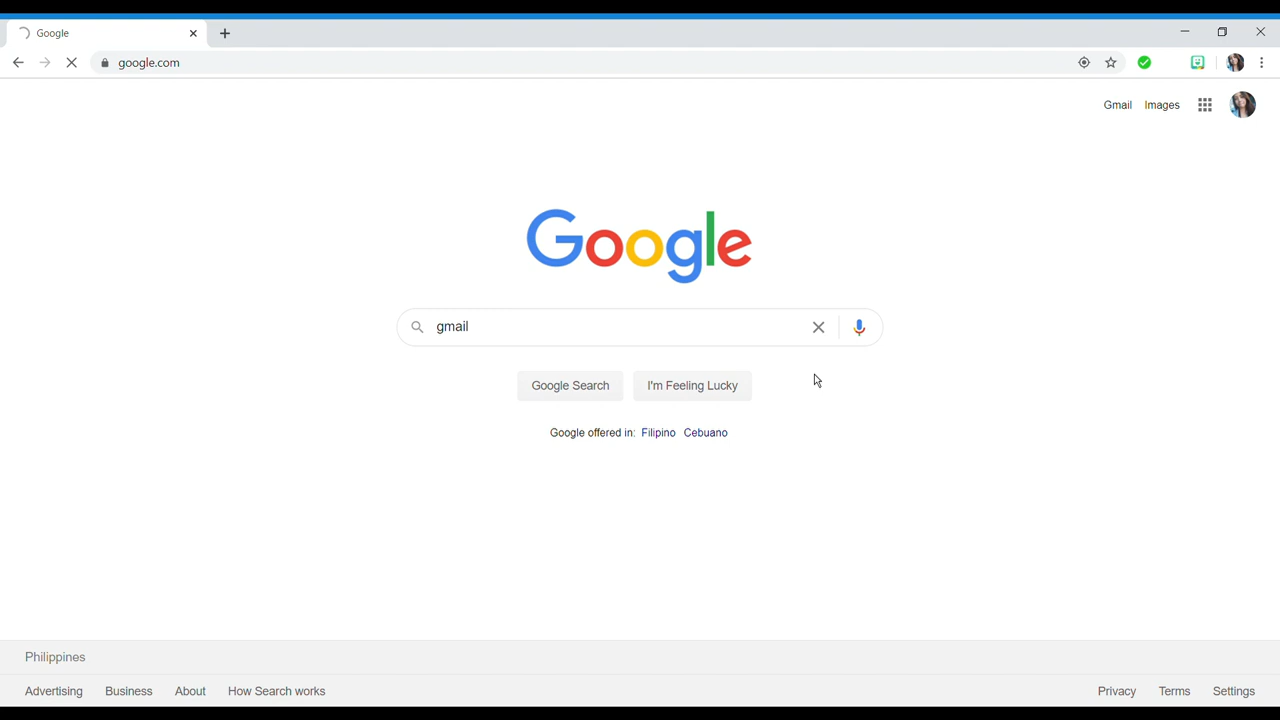 Google
google.com
Gmail Images
Google
gmail
Google Search I'm Feeling Lucky
Google offered in: Filipino Cebuano
Philippines
Advertising Business About How Search works Privacy Terms Settings